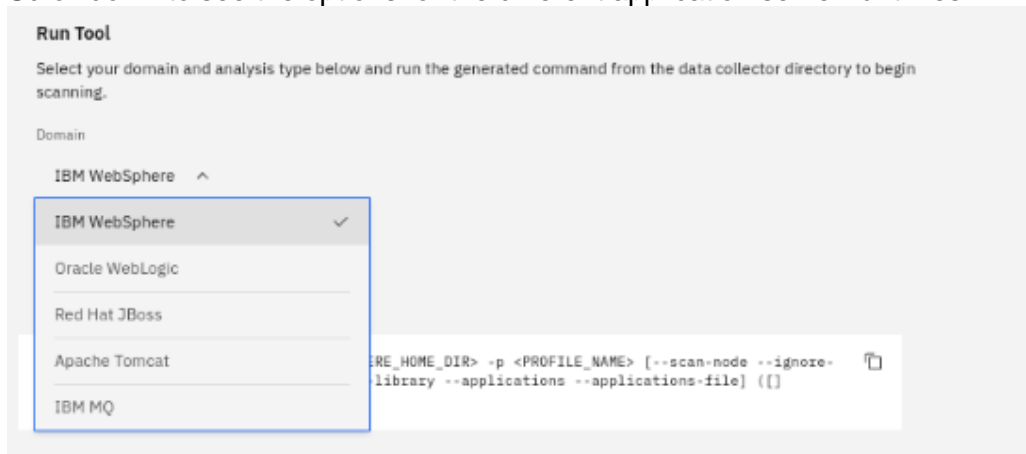 Run Tool
Select your domain and analysis type below and run the generated command from the data collector directory to begin
scanning.
Domain
IBM WebSphere
IBM WebSphere
Oracle WebLogic
Red Hat JBoss
Apache Tomcat
IBM MQ
ERE_HOME_DIR> -p <PROFILE_NAME> [--scan-node --ignore-
-library --applications --applications-file] ([]